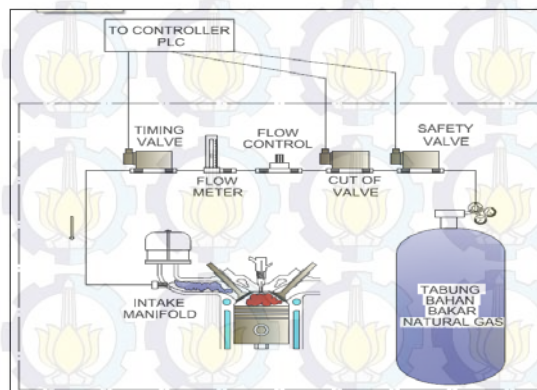 TO CONTROLLER
PLC
TIMING
VALVE
FLOW
METER
FLOW
CONTROL
CUT OF
VALVE
SAFETY
VALVE
INTAKE
MANIFOLD
TABUNG
BAHAN
BAKAR
NATURAL GAS